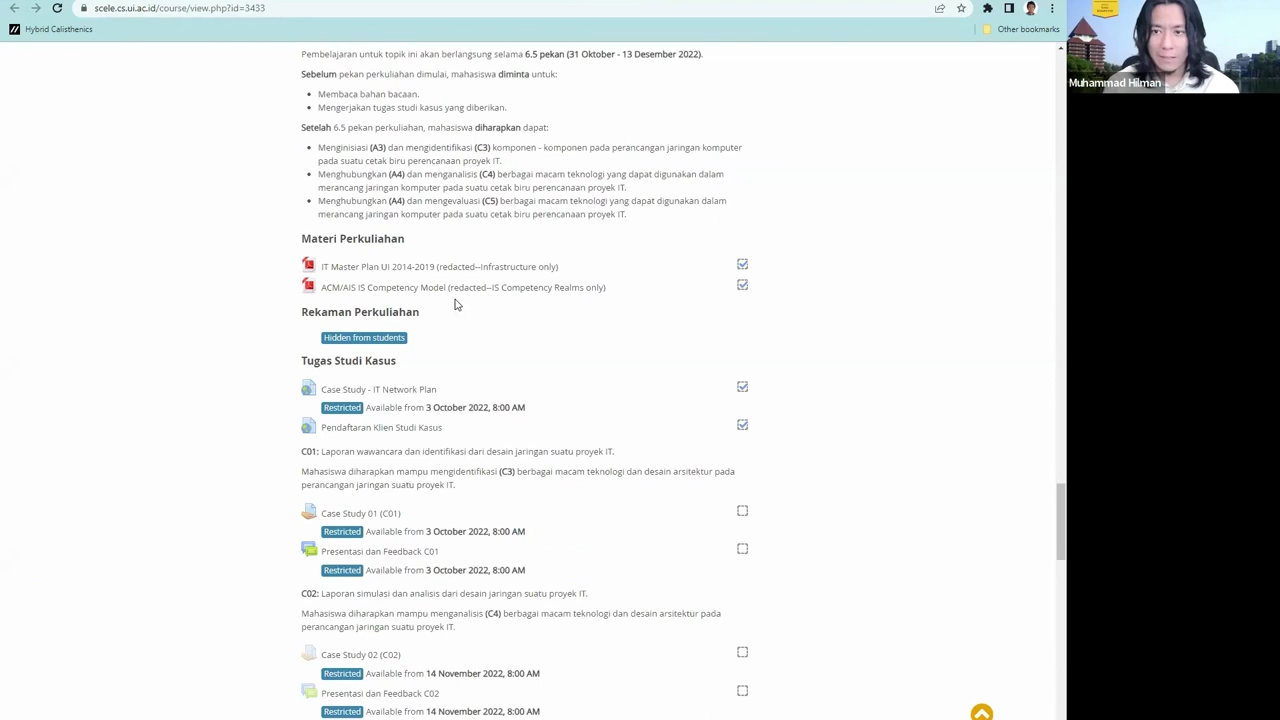 scele.cs.ui.ac.id/course/view.php?id=3433
Hybrid Calisthenics
Other bookmarks
Muhammad Hilman
Pembelajaran untuk topik ini akan berlangsung selama 6.5 pekan (31 Oktober - 13 Desember 2022).
Sebelum pekan perkuliahan dimulai, mahasiswa diminta untuk:
Membaca bahan bacaan.
Mengerjakan tugas studi kasus yang diberikan.
Setelah 6.5 pekan perkuliahan, mahasiswa diharapkan dapat:
Menginisiasi (A3) dan mengidentifikasi (C3) komponen - komponen pada perancangan jaringan komputer
pada suatu cetak biru perencanaan proyek IT.
Menghubungkan (A4) dan menganalisis (C4) berbagai macam teknologi yang dapat digunakan dalam
merancang jaringan komputer pada suatu cetak biru perencanaan proyek IT.
Menghubungkan (A4) dan mengevaluasi (C5) berbagai macam teknologi yang dapat digunakan dalam
merancang jaringan komputer pada suatu cetak biru perencanaan proyek IT.
Materi Perkuliahan
IT Master Plan UI 2014-2019 (redacted--Infrastructure only)
ACM/AIS IS Competency Model (redacted--IS Competency Realms only)
Rekaman Perkuliahan
Hidden from students
Tugas Studi Kasus
Case Study - IT Network Plan
Restricted Available from 3 October 2022, 8:00 AM
Pendaftaran Klien Studi Kasus
C01: Laporan wawancara dan identifikasi dari desain jaringan suatu proyek IT.
Mahasiswa diharapkan mampu mengidentifikasi (C3) berbagai macam teknologi dan desain arsitektur pada
perancangan jaringan suatu proyek IT.
Case Study 01 (C01)
Restricted Available from 3 October 2022, 8:00 AM
Presentasi dan Feedback C01
Restricted Available from 3 October 2022, 8:00 AM
C02: Laporan simulasi dan analisis dari desain jaringan suatu proyek IT.
Mahasiswa diharapkan mampu menganalisis (C4) berbagai macam teknologi dan desain arsitektur pada
perancangan jaringan suatu proyek IT.
Case Study 02 (C02)
Restricted Available from 14 November 2022, 8:00 AM
Presentasi dan Feedback C02
Restricted Available from 14 November 2022, 8:00 AM